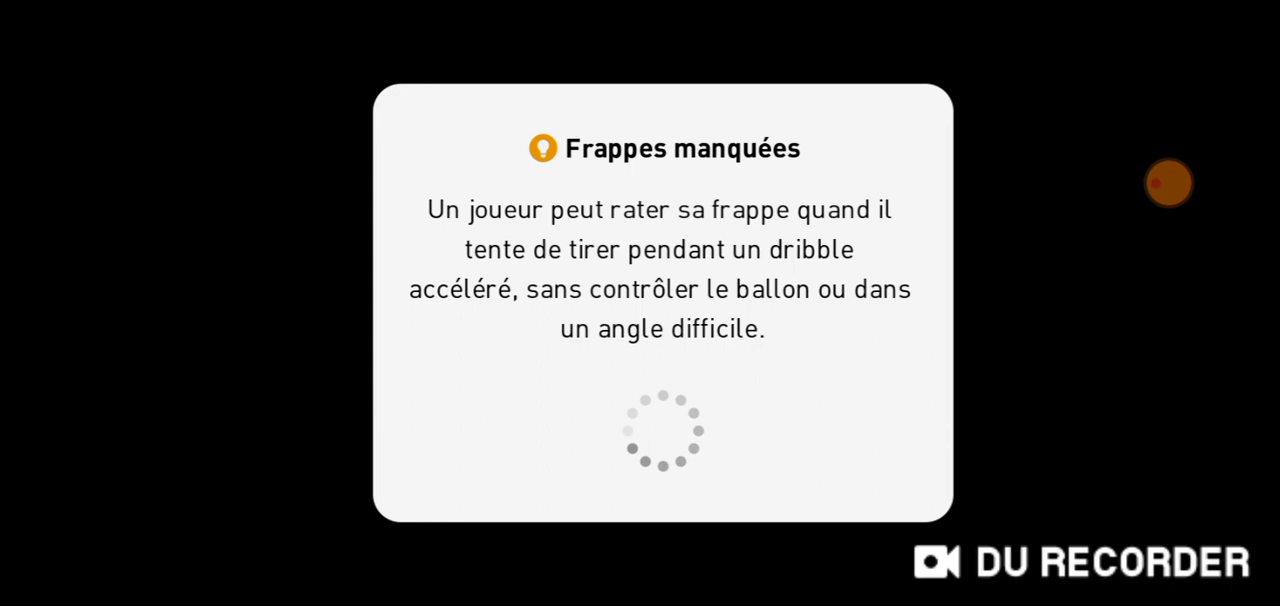 Frappes manquées
Un joueur peut rater sa frappe quand il
tente de tirer pendant un dribble
accéléré, sans contrôler le ballon ou dans
un angle difficile.
DU RECORDER